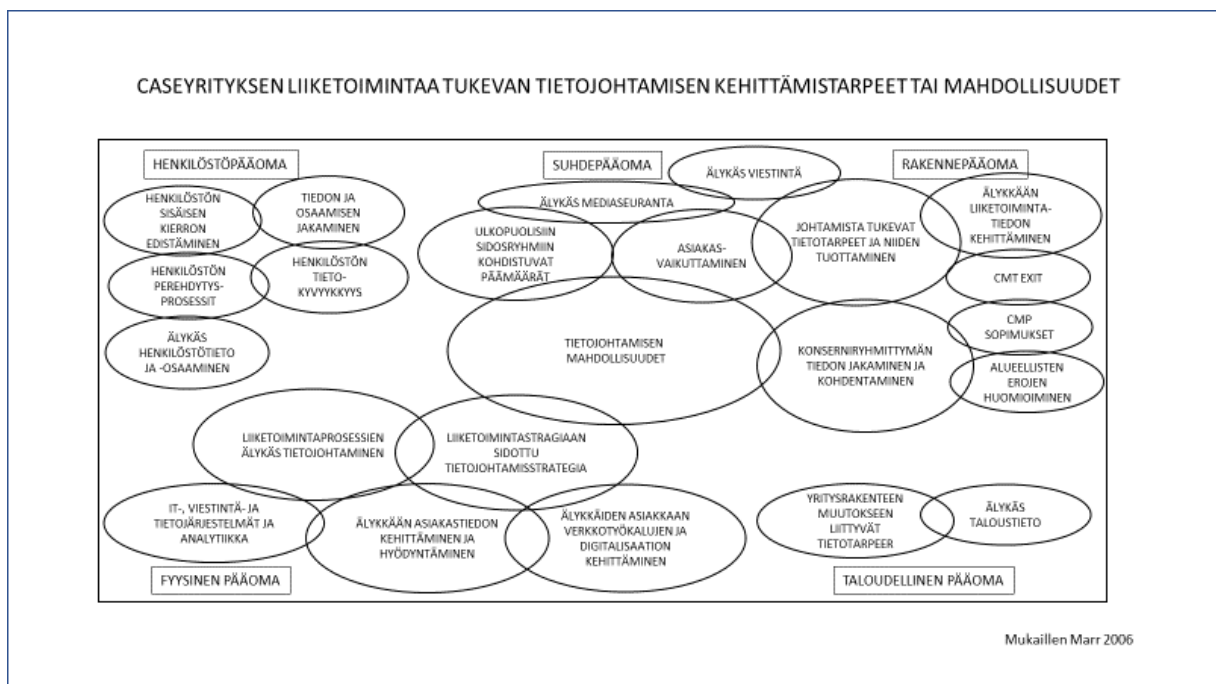 CASEYRITYKSEN LIIKETOIMINTAA TUKEVAN TIETOJOHTAMISEN KEHITTÄMISTARPEET TAI MAHDOLLISUUDET
HENKILÖSTÖPÄÄOMA
HENKILÖSTÖN
SISÄISEN
KIERRON
EDISTÄMINEN
TIEDON JA
OSAAMISEN
JAKAMINEN
HENKILÖSTÖN
PEREHDYTYS-
PROSESSIT
HENKILÖSTÖN
TIETO-
KYVYYKKYYS
ÄLYKÄS
HENKILÖSTÖTIETO
JA -OSAAMINEN
SUHDEPÄÄOMA
ÄLYKÄS VIESTINTÄ
ÄLYKÄS MEDIASEURANTA
ULKOPUOLISIIN
SIDOSRYHMIIN
KOHDISTUVAT
PÄÄMÄÄRÄT
ASIAKAS-
VAIKUTTAMINEN
RAKENNEPÄÄOMA
JOHTAMISTA TUKEVAT
TIETOTARPEET JA NIIDEN
TUOTTAMINEN
ÄLYKKÄÄN
LIIKETOIMINTA-
TIEDON
KEHITTÄMINEN
CMT EXIT
CMP
SOPIMUKSET
ALUEELLISTEN
EROJEN
HUOMIOIMINEN
KONSERNIRYHMITTYMÄN
TIEDON JAKAMINEN JA
KOHDENTAMINEN
TIETOJOHTAMISEN
MAHDOLLISUUDET
LIIKETOIMINTAPROSESSIEN
ÄLYKÄS TIETOJOHTAMINEN
LIIKETOIMINTASTRAGIAAN
SIDOTTU
TIETOJOHTAMISSTRATEGIA
IT-, VIESTINTÄ- JA
TIETOJÄRJESTELMÄT JA
ANALYTIIKKA
ÄLYKKÄÄN ASIAKASTIEDON
KEHITTÄMINEN JA
HYÖDYNTÄMINEN
ÄLYKKÄIDEN ASIAKKAAN
VERKKOTYÖKALUJEN JA
DIGITALISAATION
KEHITTÄMINEN
FYYSINEN PÄÄOMA
YRITYSRAKENTEEN
MUUTOKSEEN
LIITTYVÄT
TIETOTARPEER
ÄLYKÄS
TALOUSTIETO
TALOUDELLINEN PÄÄOMA
Mukaillen Marr 2006